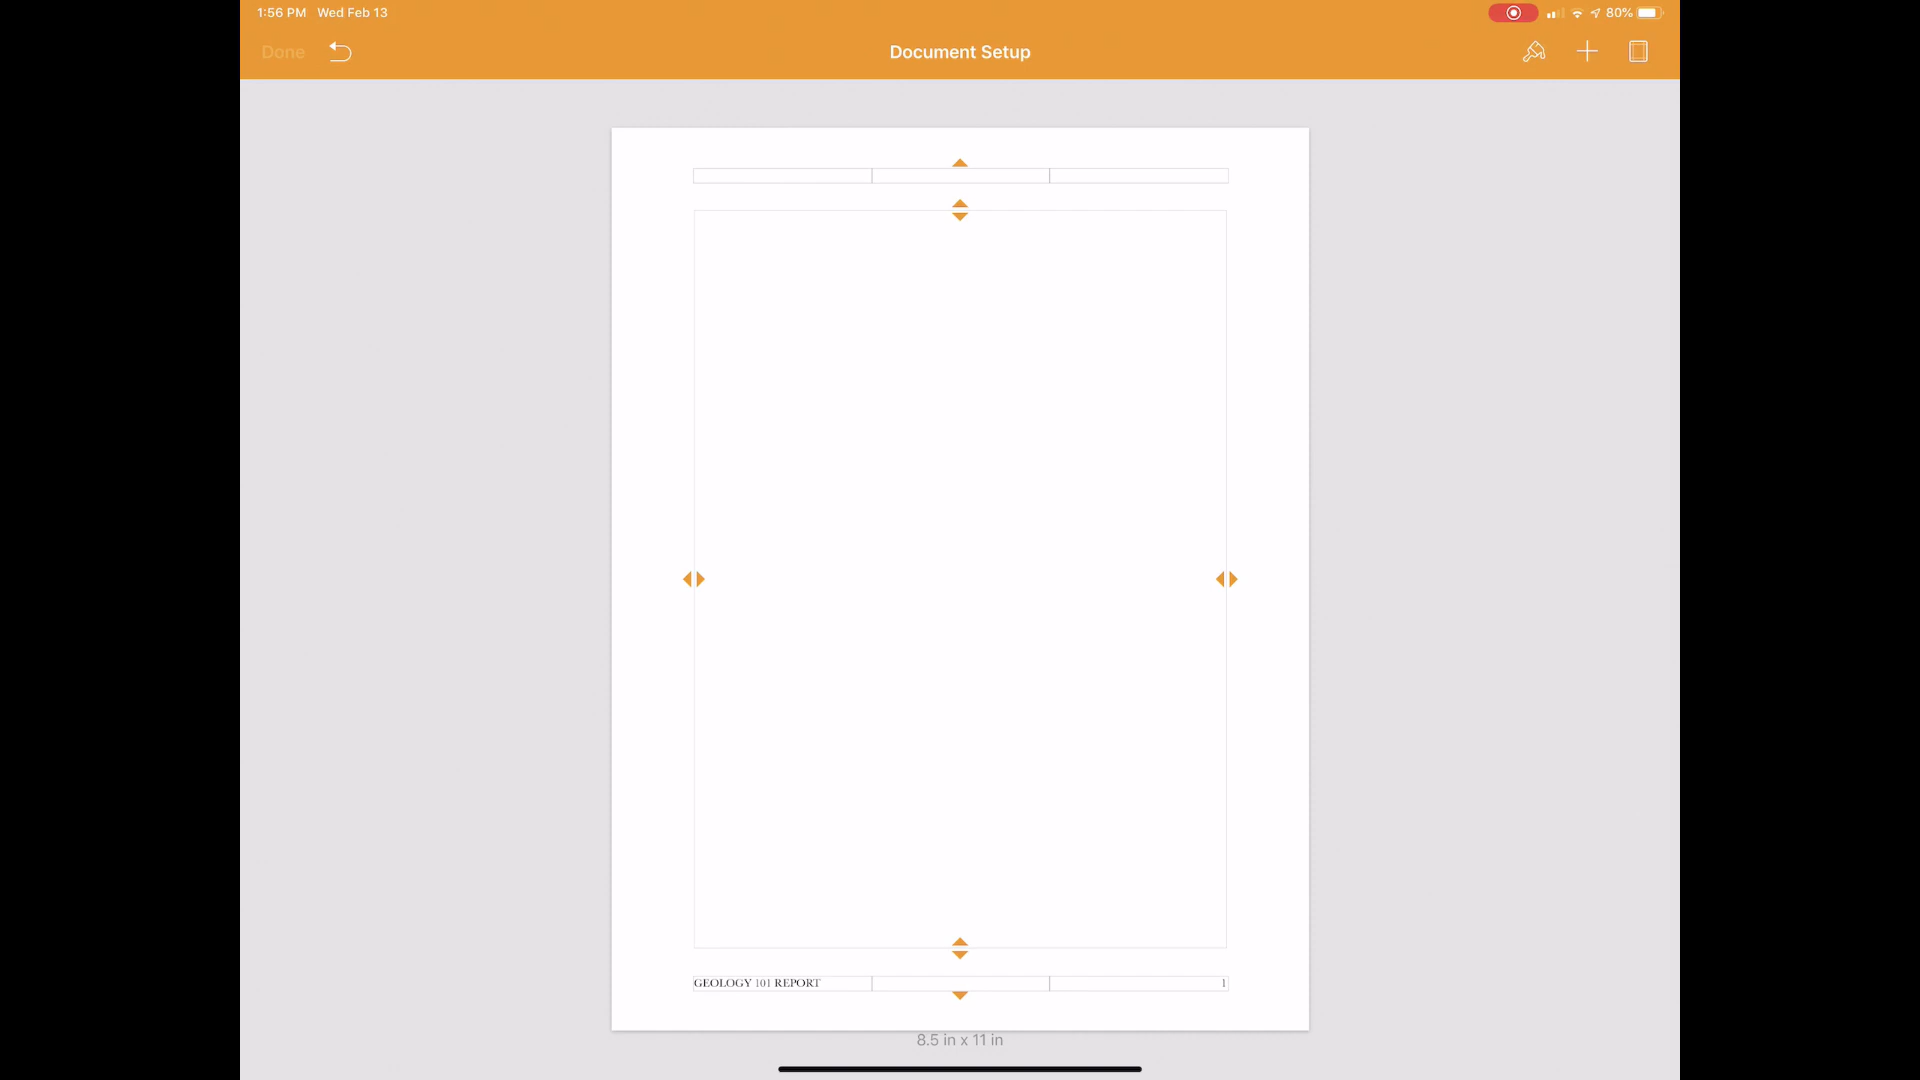 1:56 PM Wed Feb 13
80%
Done
Document Setup
GEOLOGY 101 REPORT
1
8.5 in x 11 in